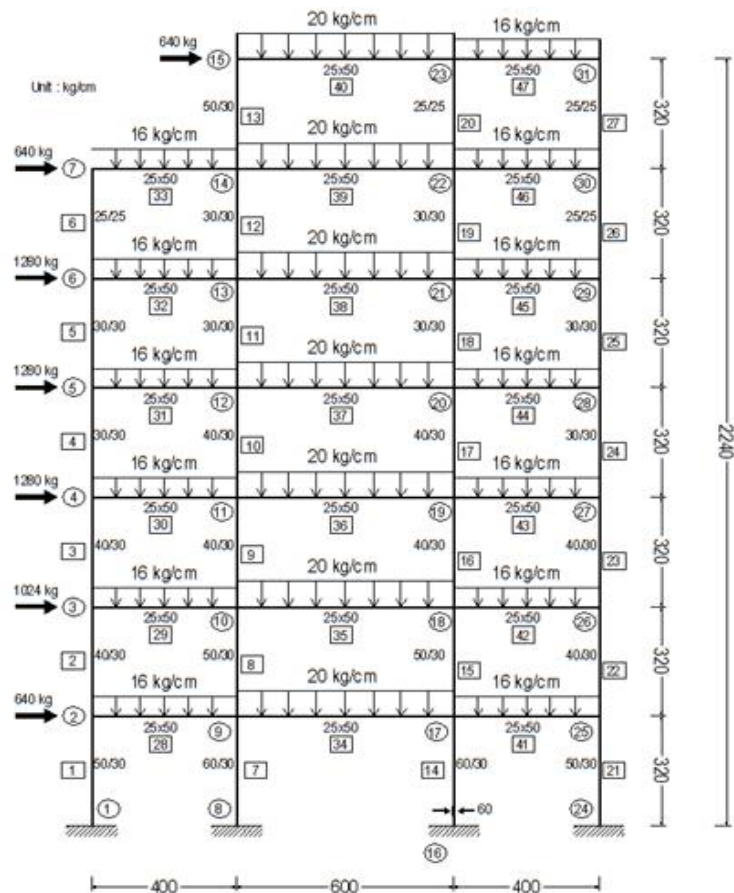 20 kg/cm
16 kg/cm
640 kg
15
23
31
Unit : kg/cm
25x50
40
25x50
47
50/30
13
25/25
20
25/25
27
16 kg/cm
20 kg/cm
16 kg/cm
320
640 kg
7
25x50
33
14
25x50
39
22
25x50
46
30
6
25/25
30/30
12
30/30
19
25/25
26
16 kg/cm
20 kg/cm
16 kg/cm
320
1280 kg
6
25x50
32
13
25x50
38
21
25x50
45
29
5
30/30
30/30
11
30/30
18
30/30
25
16 kg/cm
20 kg/cm
16 kg/cm
320
1280 kg
5
25x50
31
12
25x50
37
20
25x50
44
28
4
30/30
40/30
10
40/30
17
30/30
24
16 kg/cm
20 kg/cm
16 kg/cm
320
2240
1280 kg
4
25x50
30
11
25x50
36
19
25x50
43
27
3
40/30
40/30
9
40/30
16
40/30
23
16 kg/cm
20 kg/cm
16 kg/cm
320
1024 kg
3
25x50
29
10
25x50
35
18
25x50
42
26
2
40/30
50/30
8
50/30
15
40/30
22
16 kg/cm
20 kg/cm
16 kg/cm
320
640 kg
2
25x50
28
9
25x50
34
17
25x50
41
25
1
50/30
60/30
7
14
60/30
50/30
21
320
1
8
60
24
16
400
600
400